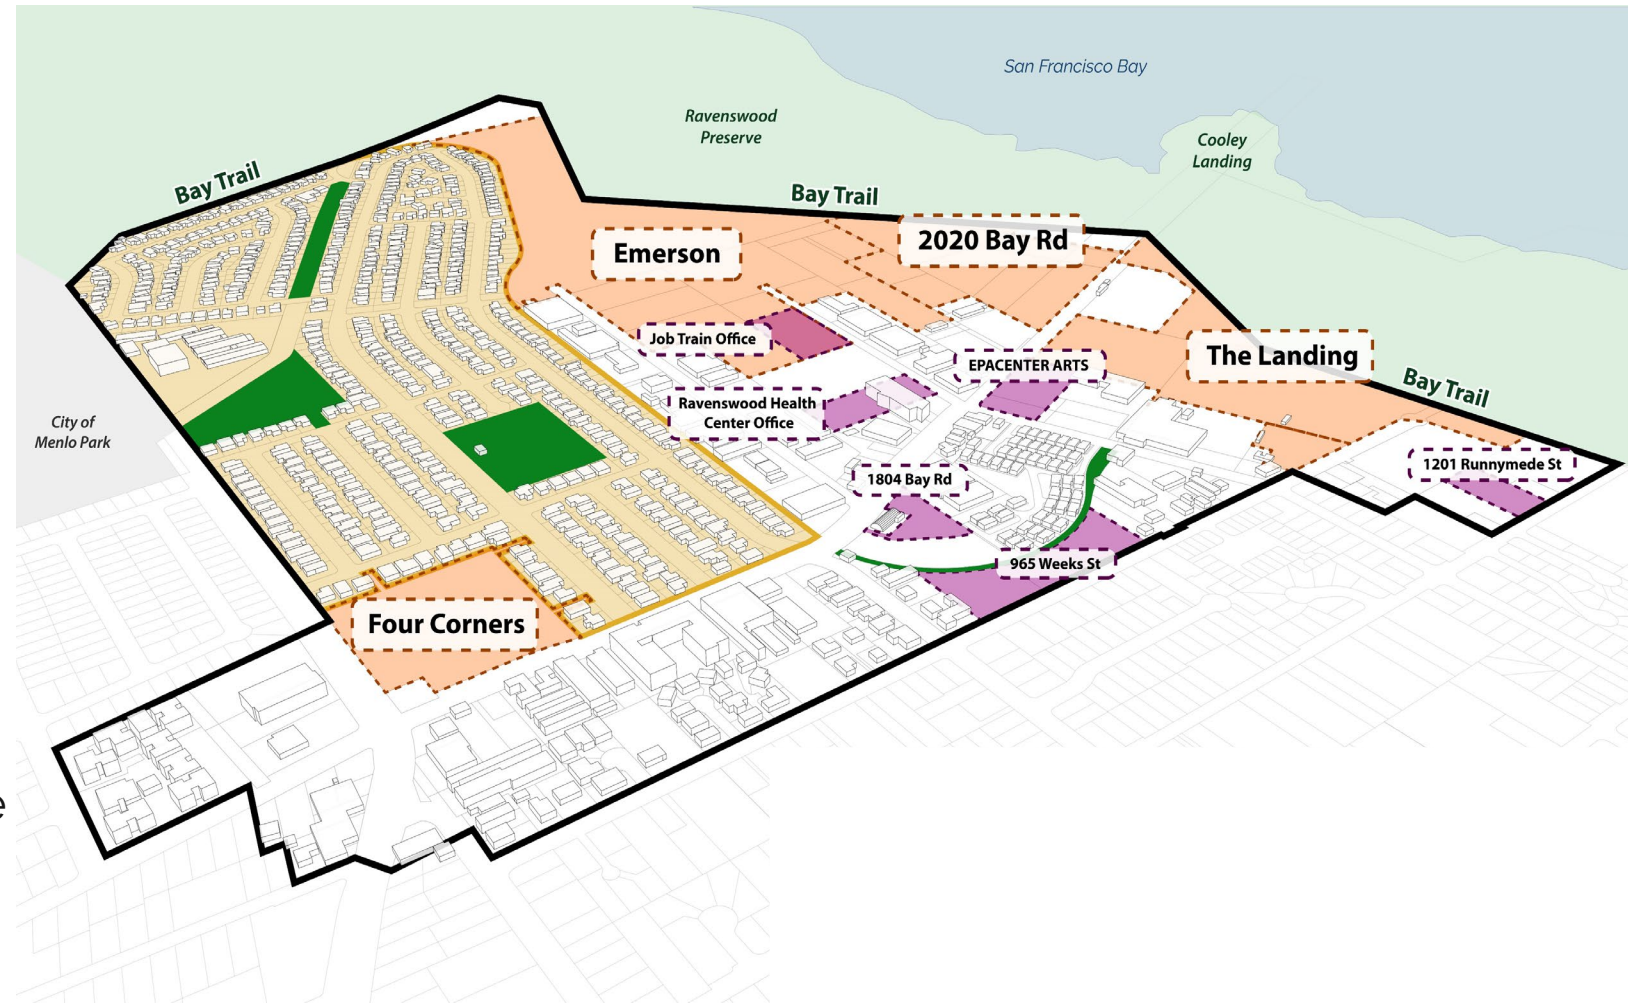 San Francisco Bay
Ravenswood
Preserve
Cooley
Landing
Bay Trail
Bay Trail
2020 Bay Rd
Emerson
Job Train Office
The Landing
EPACENTER ARTS
Bay Trail
Ravenswood Health
Center Office
City of
Menlo Park
1201 Runnymede St
1804 Bay Rd
965 Weeks St
Four Corners
e